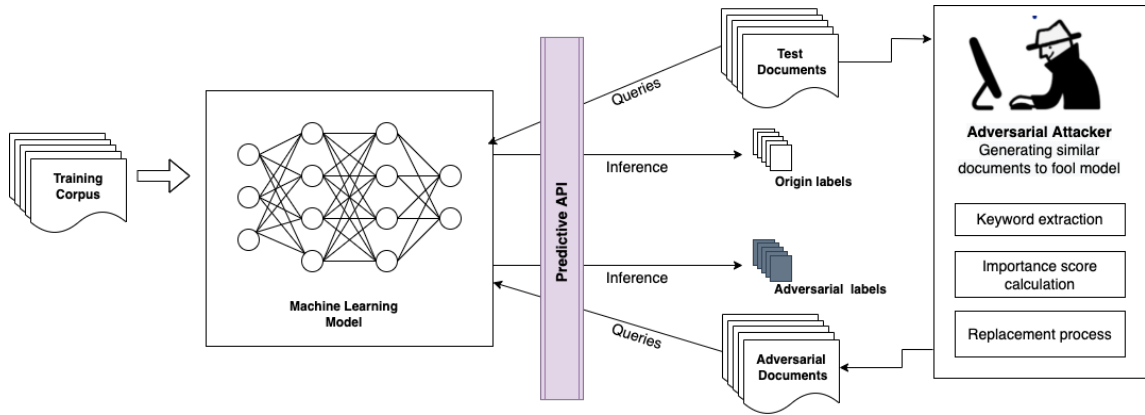 Training
Corpus
Machine Learning
Model
Predictive API
Queries
Test
Documents
Inference
Origin labels
Inference
Adversarial labels
Queries
Adversarial
Documents
Adversarial Attacker
Generating similar
documents to fool model
Keyword extraction
Importance score
calculation
Replacement process